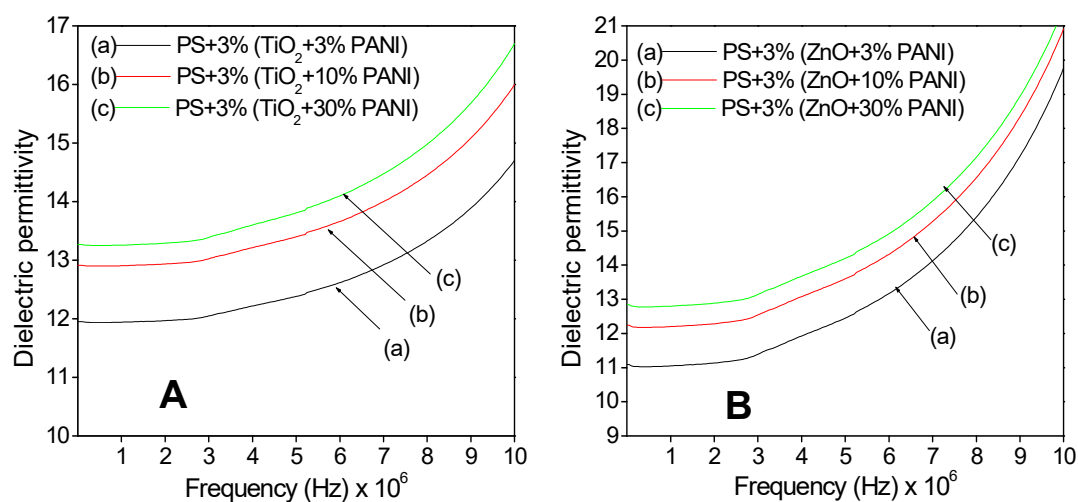 (a) PS+3% (TiO2+3% PANI)
(b) PS+3% (TiO2+10% PANI)
(c) PS+3% (TiO2+30% PANI)
17
16
15
14
13
12
11
10
Dielectric permittivity
(c)
(b)
(a)
A
1 2 3 4 5 6 7 8 9 10
Frequency (Hz) x 10^6
(a) PS+3% (ZnO+3% PANI)
(b) PS+3% (ZnO+10% PANI)
(c) PS+3% (ZnO+30% PANI)
21
20
19
18
17
16
15
14
13
12
11
10
9
Dielectric permittivity
(c)
(b)
(a)
B
1 2 3 4 5 6 7 8 9 10
Frequency (Hz) x 10^6